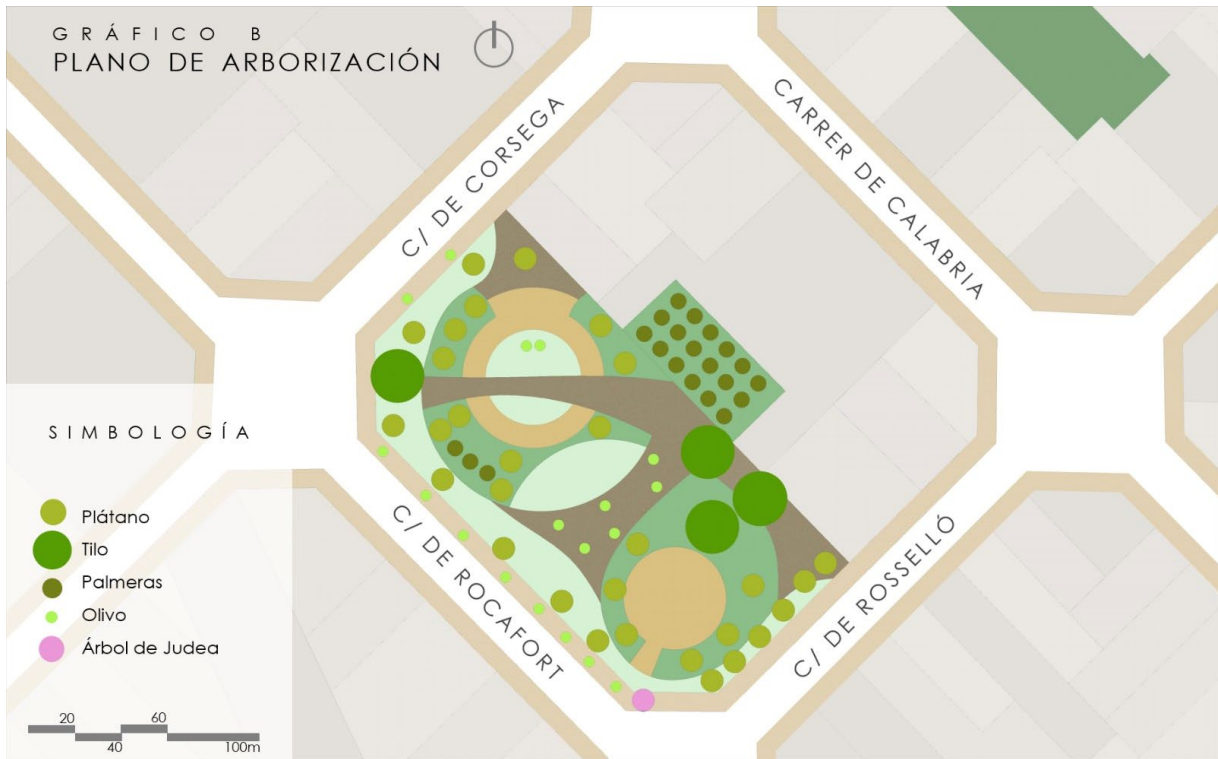 GRÁFICO B
PLANO DE ARBORIZACIÓN
C/ DE CORSEGA
CARRER DE CALABRIA
SIMBOLOGÍA
Plátano
Tilo
Palmeras
Olivo
Árbol de Judea
C/ DE ROCAFORT
C/ DE ROSSELLÓ
20 60
40 100m